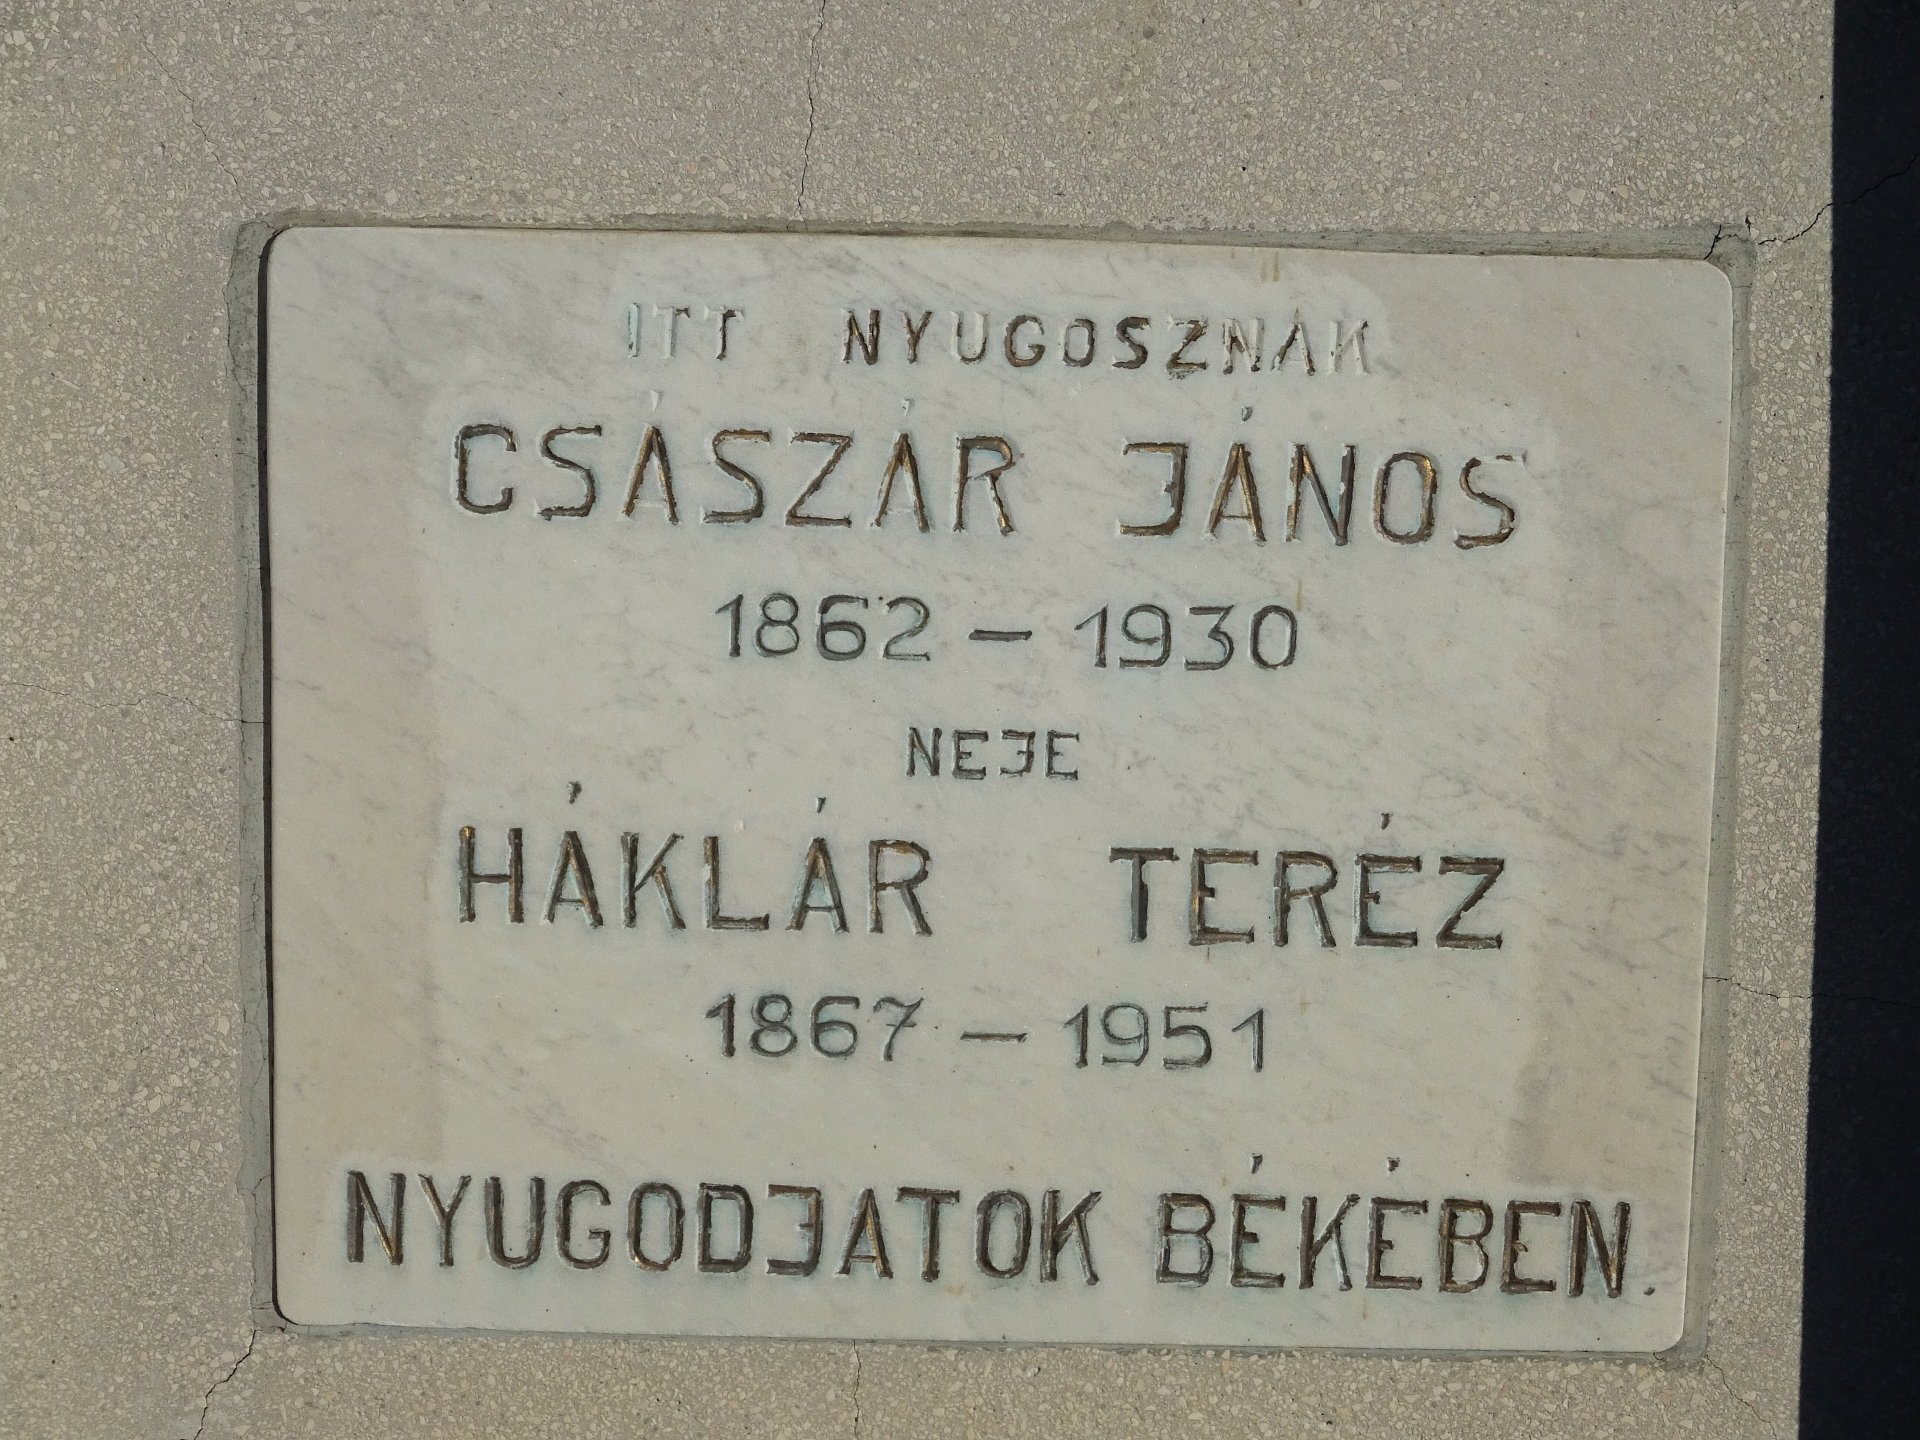 ITT NYUGOSZNAK
CSÁSZÁR JÁNOS
1862 – 1930
NEJE
HÁKLÁR TERÉZ
1867 – 1951
NYUGODJATOK BÉKÉBEN.